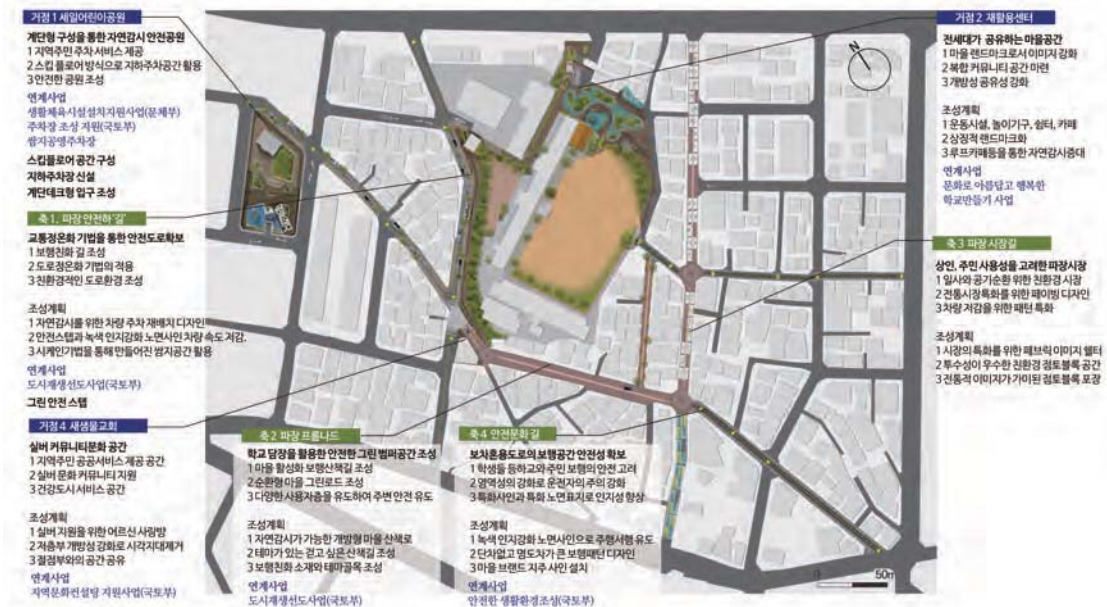 거점 1 세일어린이공원
계단형 구성을 통한 자연감시 안전공원
1 지역주민 주차 서비스 제공
2 스킵 플로어 방식으로 지하주차공간 활용
3 안전한 공원 조성
연계사업
생활체육시설설치지원사업(문체부)
주차장 조성 지원(국토부)
쌈지공영주차장
스킵플로어 공간 구성
지하주차장 신설
계단데크형 입구 조성
축 1. 파장 안전하'길'
교통정온화 기법을 통한 안전도로확보
1 보행친화 길 조성
2 도로정온화 기법의 적용
3 친환경적인 도로환경 조성
조성계획
1 자연감시를 위한 차량 주차 재배치 디자인
2 안전스텝과 녹색 인지강화 노면사인 차량 속도 저감.
3 시케인기법을 통해 만들어진 쌈지공간 활용
연계사업
도시재생선도사업(국토부)
그린 안전 스텝
거점 4 새샘물교회
실버 커뮤니티문화 공간
1 지역주민 공공서비스 제공 공간
2 실버 문화 커뮤니티 지원
3 건강도시 서비스 공간
조성계획
1 실버 지원을 위한 어르신 사랑방
2 저층부 개방성 강화로 시각지대제거
3 결절부와의 공간 공유
연계사업
지역문화컨설팅 지원사업(국토부)
축 2 파장 프롬나드
학교 담장을 활용한 안전한 그린 범퍼공간 조성
1 마을 활성화 보행산책길 조성
2 순환형 마을 그린로드 조성
3 다양한 사용자층을 유도하여 주변 안전 유도
조성계획
1 자연감시가 가능한 개방형 마을 산책로
2 테마가 있는 걷고 싶은 산책길 조성
3 보행친화 소재와 테마골목 조성
연계사업
도시재생선도사업(국토부)
축 4 안전문화 길
보차혼용도로의 보행공간 안전성 확보
1 학생들 등하교와 주민 보행의 안전 고려
2 영역성의 강화로 운전자의 주의 강화
3 특화사인과 특화 노면표지로 인지성 향상
조성계획
1 녹색 인지강화 노면사인으로 주행서행 유도
2 단차없고 명도차가 큰 보행패턴 디자인
3 마을 브랜드 지주 사인 설치
연계사업
안전한 생활환경조성(국토부)
거점 2 재활용센터
전세대가 공유하는 마을공간
1 마을 랜드마크로서 이미지 강화
2 복합 커뮤니티 공간 마련
3 개방성 공유성 강화
조성계획
1 운동시설, 놀이기구, 쉼터, 카페
2 상징적 랜드마크화
3 루프카페등을 통한 자연감시증대
연계사업
문화로 아름답고 행복한
학교만들기 사업
축 3 파장 시장길
상인, 주민 사용성을 고려한 파장시장
1 일사와 공기순환 위한 친환경 시장
2 전통시장특화를 위한 페이빙 디자인
3 차량 저감을 위한 패턴 특화
조성계획
1 시장의 특화를 위한 패브릭 이미지 쉘터
2 투수성이 우수한 친환경 점토블록 공간
3 전통적 이미지가 가미된 점토블록 포장
N
50m